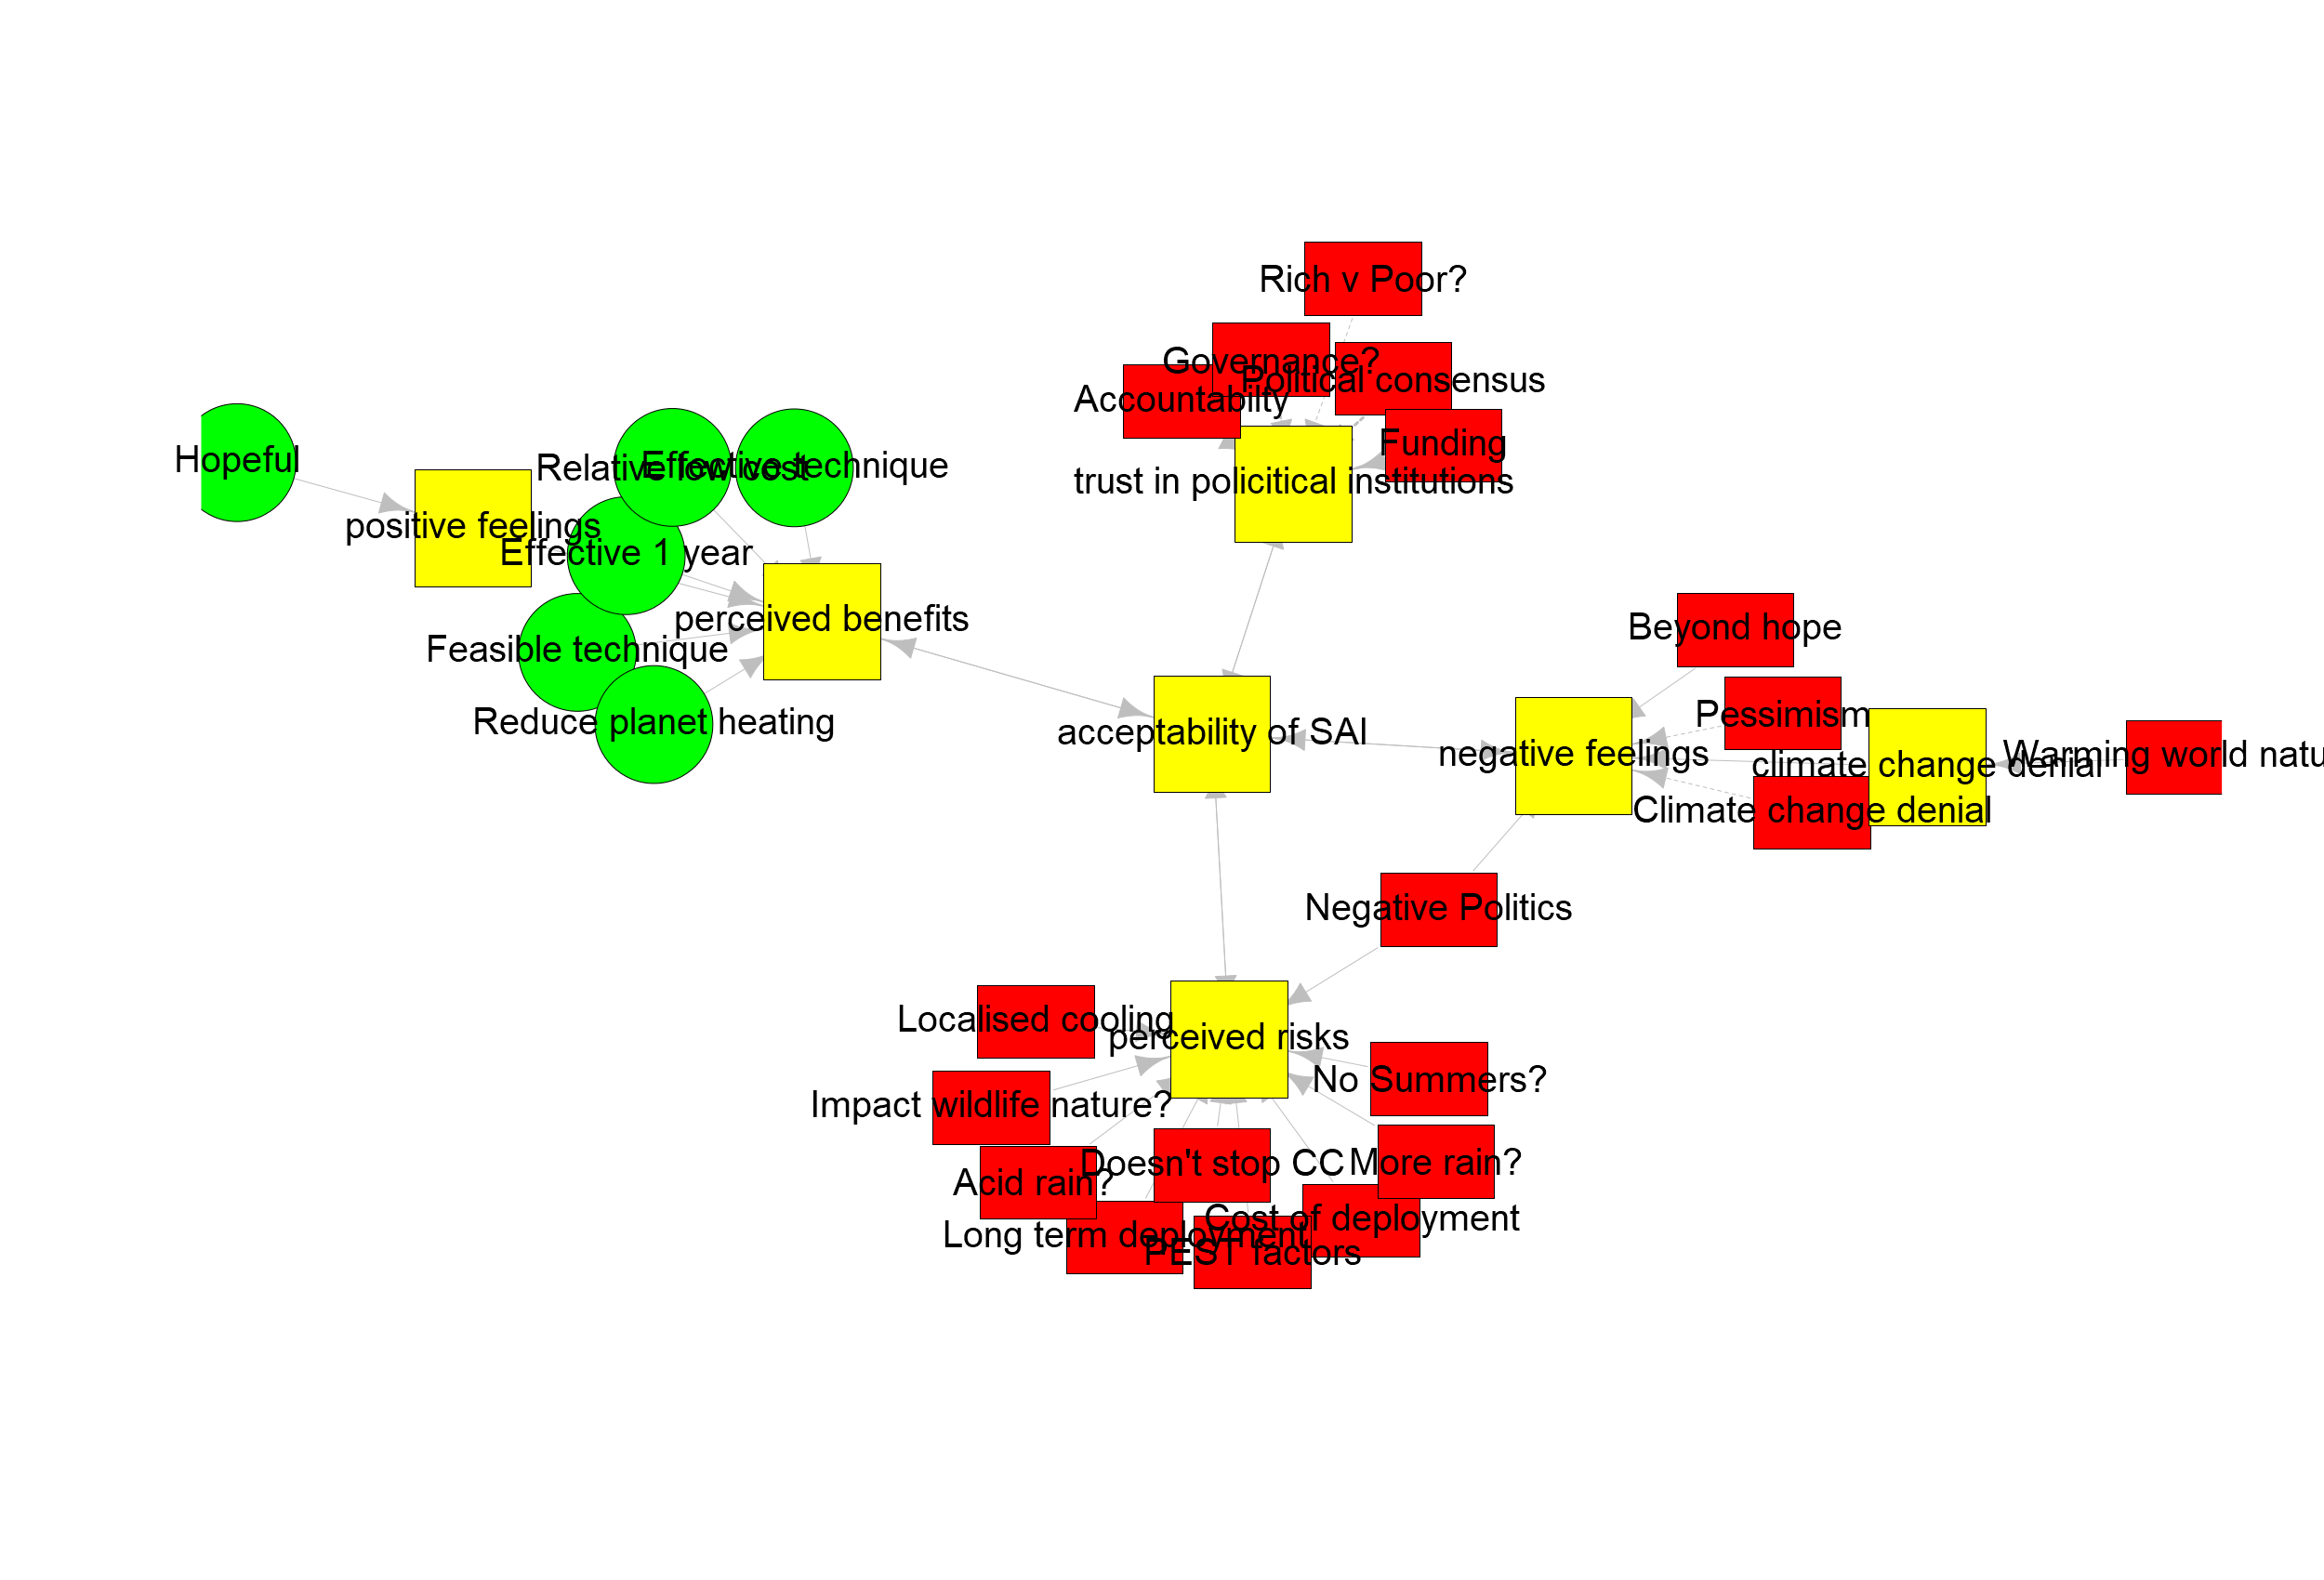 Rich v Poor?
Governance?
Political consensus
Accountabilty
Funding
Hopeful
Relative low cost
Effective technique
trust in policitical institutions
positive feelings
Effective 1 year
perceived benefits
Feasible technique
Beyond hope
Reduce planet heating
acceptability of SAI
Pessimism
negative feelings
climate change denial
Warming world natu
Climate change denial
Negative Politics
Localised cooling
perceived risks
No Summers?
Impact wildlife nature?
Doesn't stop CC
More rain?
Acid rain?
Cost of deployment
Long term deployment
PEST factors